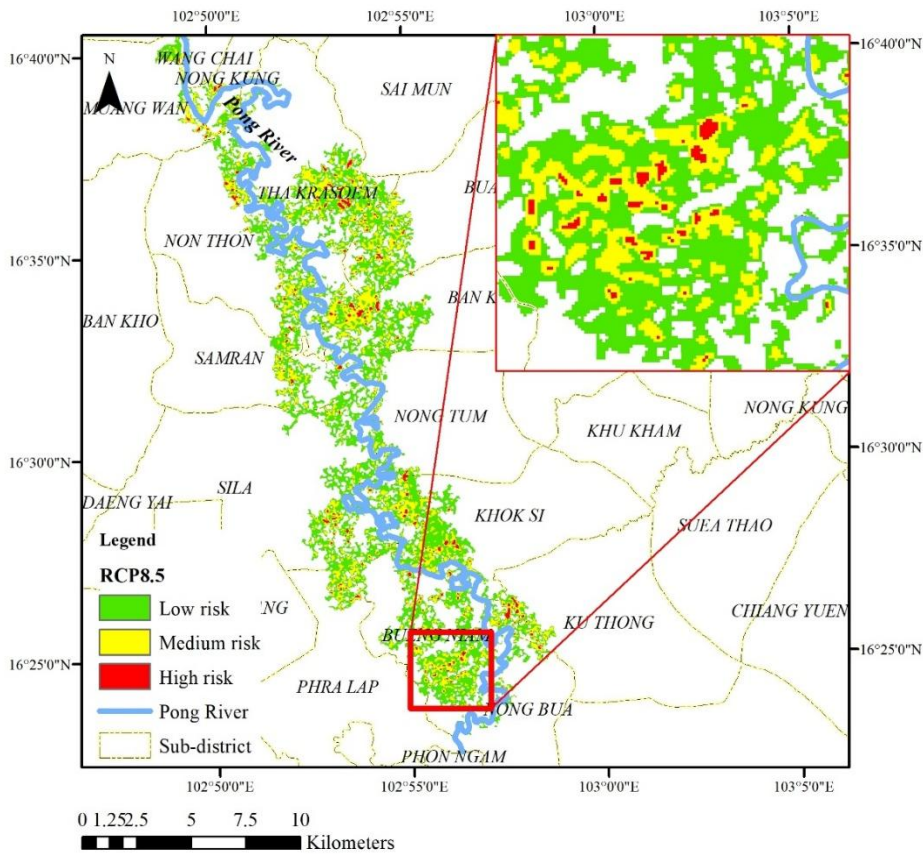 102°50'0"E 102°55'0"E 103°0'0"E 103°5'0"E
16°40'0"N
16°35'0"N
16°30'0"N
16°25'0"N
16°40'0"N
16°35'0"N
16°30'0"N
16°25'0"N
N
WANG CHAI
NONG KUNG
MUANG WAN
Pong River
SAI MUN
THA KRASOEM
BUA
NON THON
BAN K
BAN KHO
SAMRAN
NONG TUM
NONG KUNG
KHU KHAM
DAENG YAI
SILA
KHOK SI
SUEA THAO
NG
BUENG NIAM
KU THONG
CHIANG YUEN
PHRA LAP
NONG BUA
PHON NGAM
Legend
RCP8.5
Low risk
Medium risk
High risk
Pong River
Sub-district
102°50'0"E 102°55'0"E 103°0'0"E 103°5'0"E
0 1.252.5 5 7.5 10
Kilometers